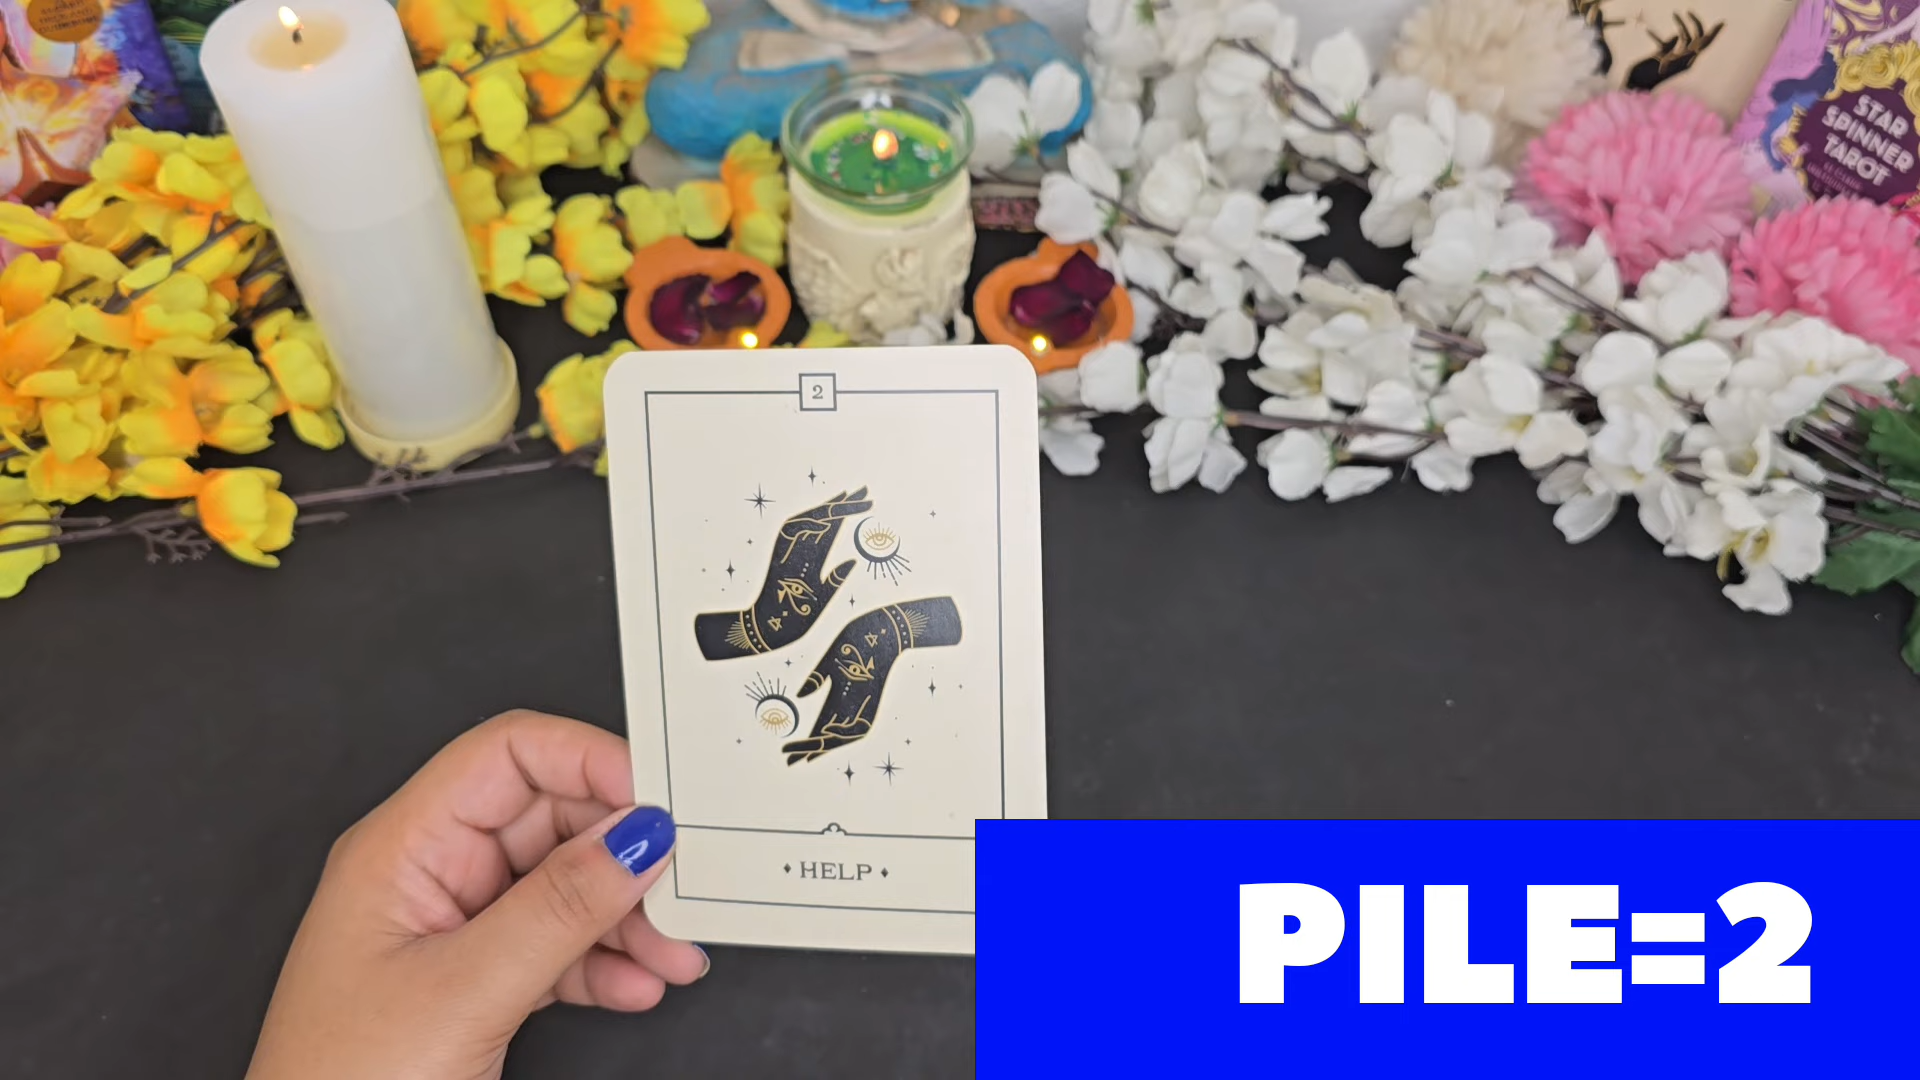 STAR
SPINNER
TAROT
2
♦ HELP ♦
PILE=2